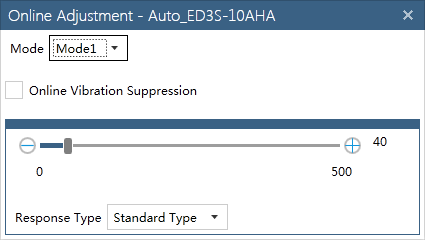 Online Adjustment - Auto_ED3S-10AHA
Mode Mode1
Online Vibration Suppression
40
0 500
Response Type Standard Type